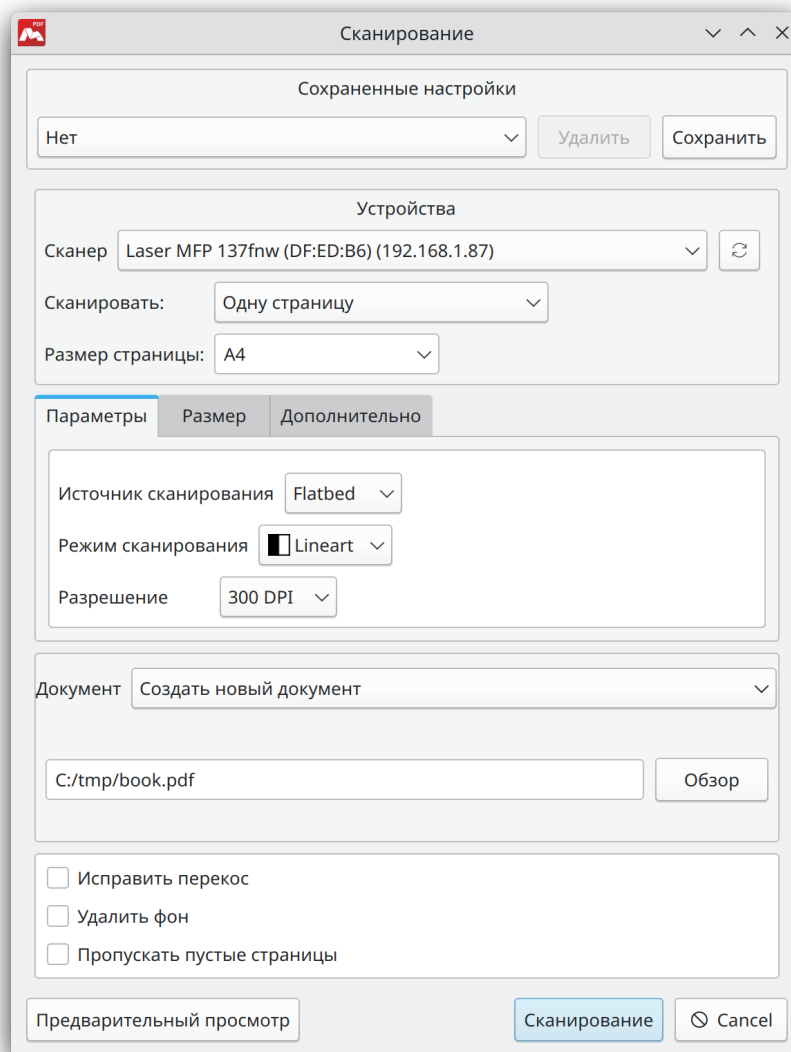 PDF
Сканирование
Сохраненные настройки
Нет
Удалить
Сохранить
Устройства
Сканер Laser MFP 137fnw (DF:ED:B6) (192.168.1.87)
Сканировать: Одну страницу
Размер страницы: A4
Параметры Размер Дополнительно
Источник сканирования Flatbed
Режим сканирования Lineart
Разрешение 300 DPI
Документ Создать новый документ
C:/tmp/book.pdf Обзор
Исправить перекос
Удалить фон
Пропускать пустые страницы
Предварительный просмотр Сканирование Cancel